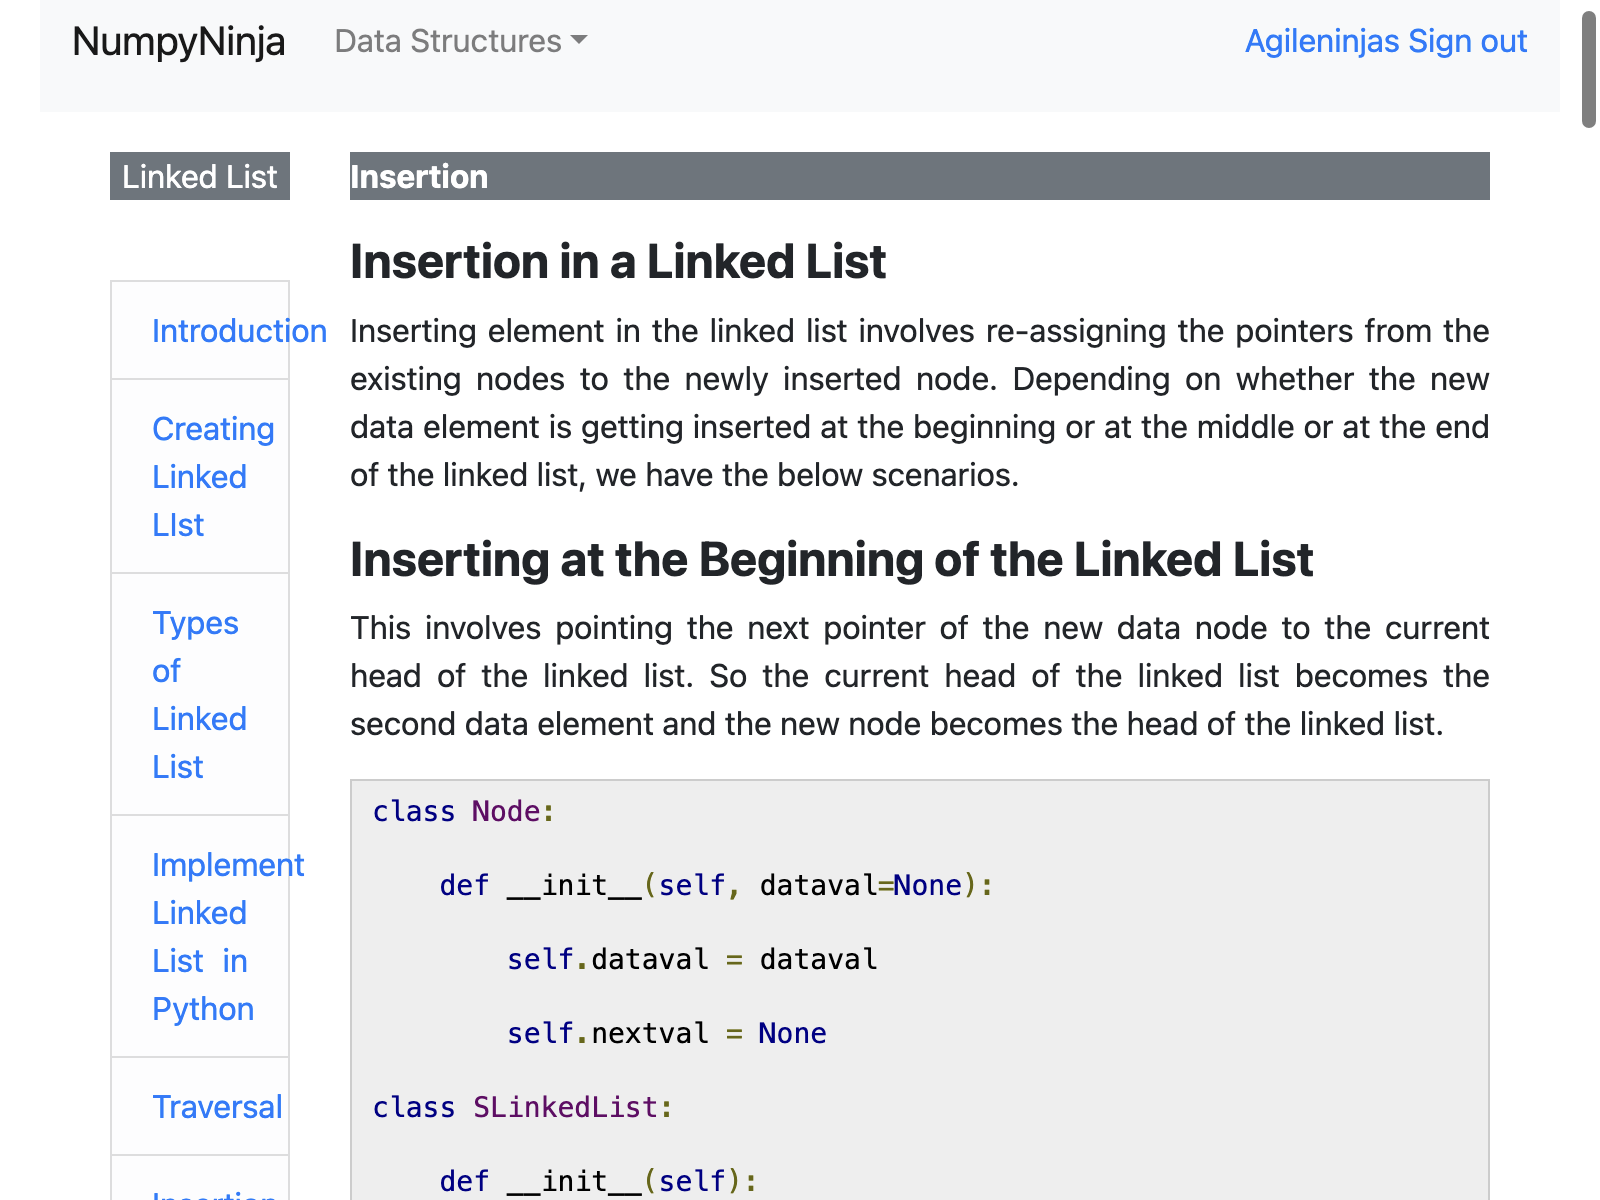 NumpyNinja
Data Structures
Agileninjas Sign out
Linked List
Introduction
Creating
Linked
LIst
Types
of
Linked
List
Implement
Linked
List in
Python
Traversal
Insertion
Insertion
Insertion in a Linked List
Inserting element in the linked list involves re-assigning the pointers from the
existing nodes to the newly inserted node. Depending on whether the new
data element is getting inserted at the beginning or at the middle or at the end
of the linked list, we have the below scenarios.
Inserting at the Beginning of the Linked List
This involves pointing the next pointer of the new data node to the current
head of the linked list. So the current head of the linked list becomes the
second data element and the new node becomes the head of the linked list.
class Node:
    def __init__(self, dataval=None):
        self.dataval = dataval
        self.nextval = None
class SLinkedList:
    def __init__(self):